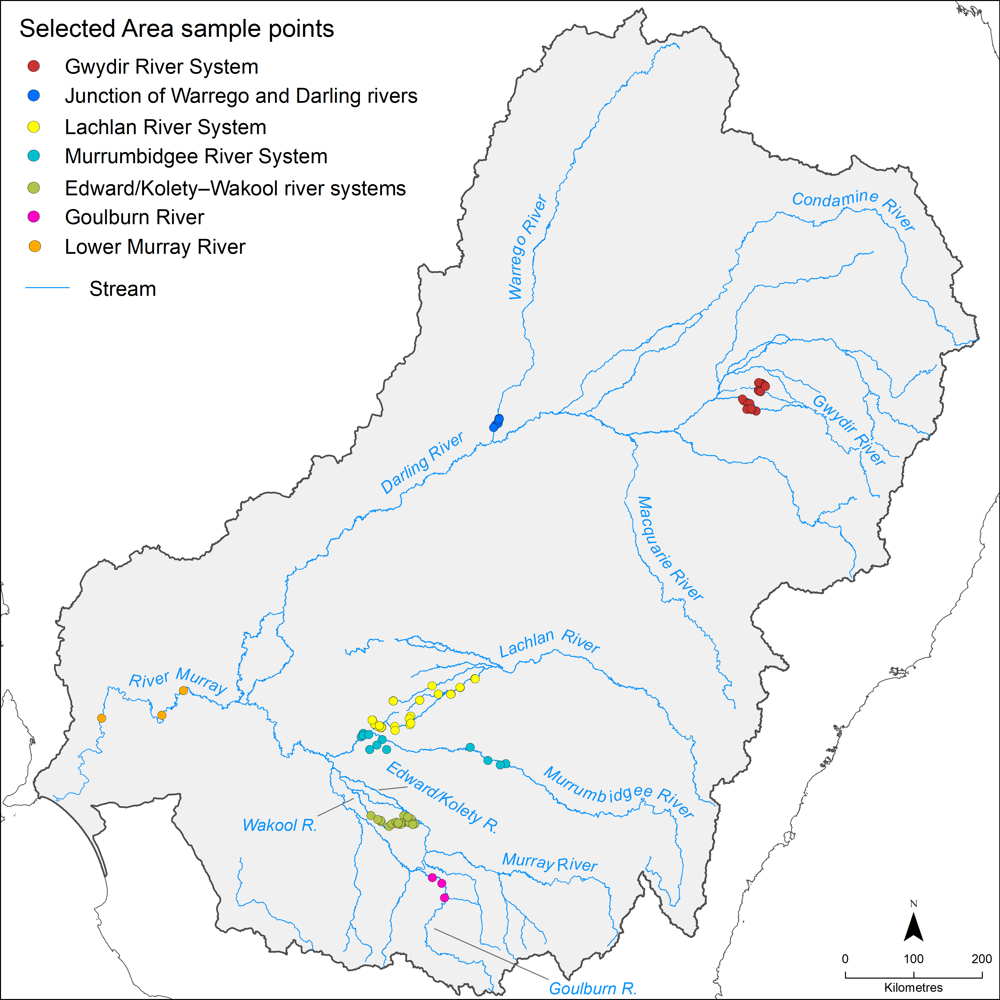 Selected Area sample points
Gwydir River System
Junction of Warrego and Darling rivers
Lachlan River System
Murrumbidgee River System
Edward/Kolety–Wakool river systems
Goulburn River
Lower Murray River
Stream
Warrego River
Condamine River
Gwydir River
Darling River
Macquarie River
Lachlan River
River Murray
Edward/Kolety R.
Murrumbidgee River
Wakool R.
Murray River
Goulburn R.
N
0 100 200
Kilometres